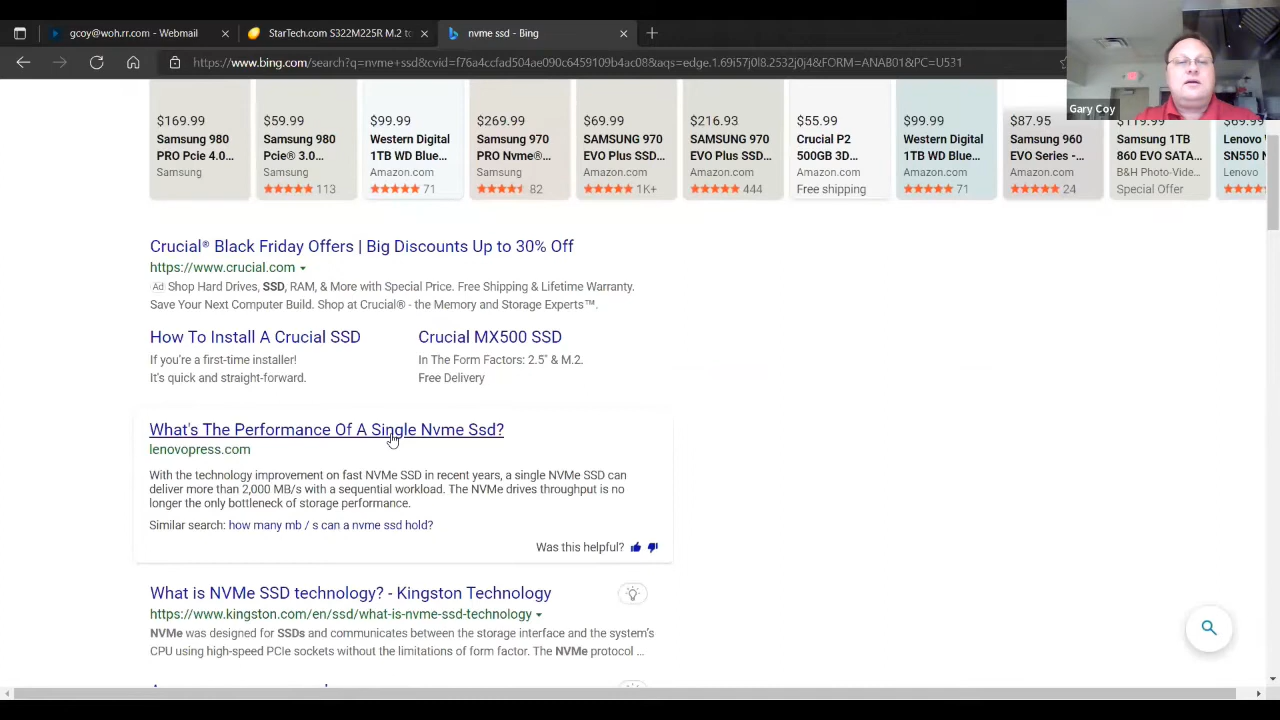 gcoy@woh.rr.com - Webmail
StarTech.com S322M225R M.2 to
nvme ssd - Bing
https://www.bing.com/search?q=nvme+ssd&cvid=f76a4ccfad504ae090c6459109b4ac08&aqs=edge.1.69i57j0l8.2532j0j4&FORM=ANAB01&PC=U531
Gary Coy
$169.99
Samsung 980
PRO Pcie 4.0...
Samsung
$59.99
Samsung 980
Pcie® 3.0...
Samsung
113
Western Digital
1TB WD Blue...
Amazon.com
71
$269.99
Samsung 970
PRO Nvme®...
Samsung
82
$69.99
SAMSUNG 970
EVO Plus SSD...
Amazon.com
1K+
$216.93
SAMSUNG 970
EVO Plus SSD...
Amazon.com
444
$55.99
Crucial P2
500GB 3D...
Amazon.com
Free shipping
$99.99
Western Digital
1TB WD Blue...
Amazon.com
71
$87.95
Samsung 960
EVO Series -...
Amazon.com
24
$119.99
Samsung 1TB
860 EVO SATA...
B&H Photo-Vide...
Special Offer
$69.99
Lenovo
SN550 N
Lenovo
Crucial® Black Friday Offers | Big Discounts Up to 30% Off
https://www.crucial.com
Ad Shop Hard Drives, SSD, RAM, & More with Special Price. Free Shipping & Lifetime Warranty.
Save Your Next Computer Build. Shop at Crucial® - the Memory and Storage Experts™.
How To Install A Crucial SSD
If you're a first-time installer!
It's quick and straight-forward.
Crucial MX500 SSD
In The Form Factors: 2.5" & M.2.
Free Delivery
What's The Performance Of A Single Nvme Ssd?
lenovopress.com
With the technology improvement on fast NVMe SSD in recent years, a single NVMe SSD can
deliver more than 2,000 MB/s with a sequential workload. The NVMe drives throughput is no
longer the only bottleneck of storage performance.
Similar search: how many mb / s can a nvme ssd hold?
Was this helpful?
What is NVMe SSD technology? - Kingston Technology
https://www.kingston.com/en/ssd/what-is-nvme-ssd-technology
NVMe was designed for SSDs and communicates between the storage interface and the system's
CPU using high-speed PCIe sockets without the limitations of form factor. The NVMe protocol ...